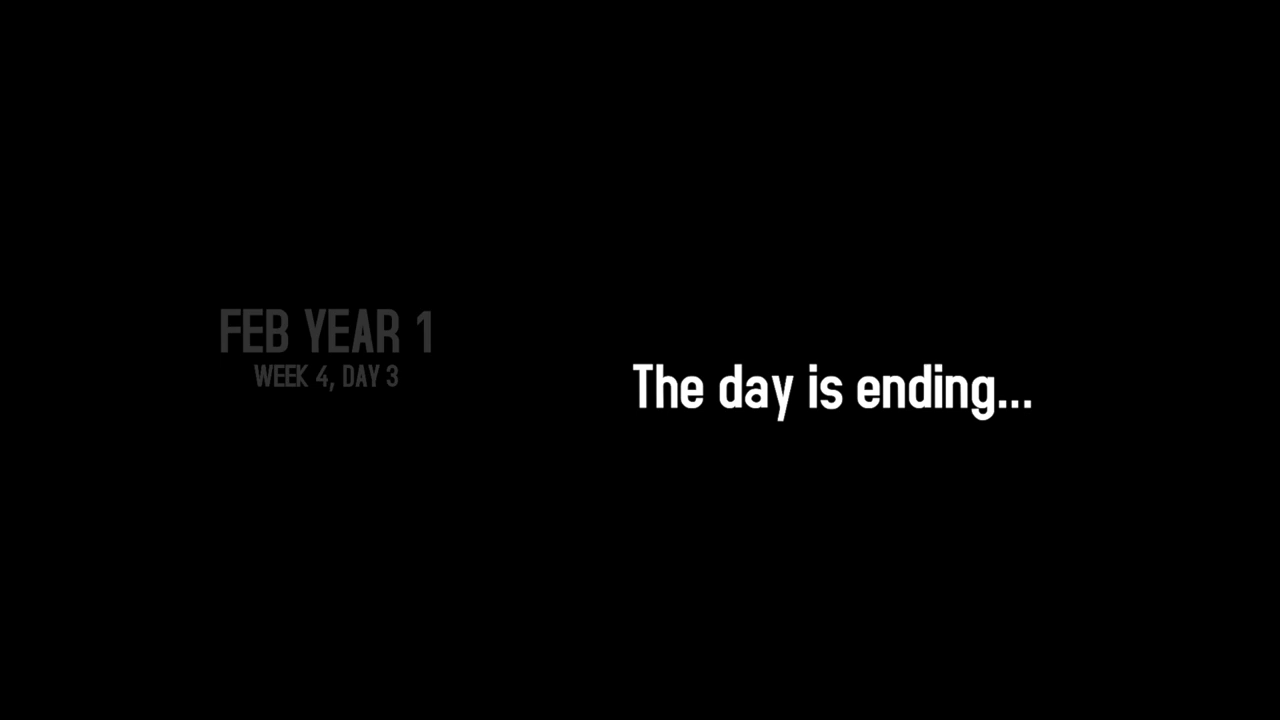 FEB YEAR 1
WEEK 4, DAY 3
The day is ending...